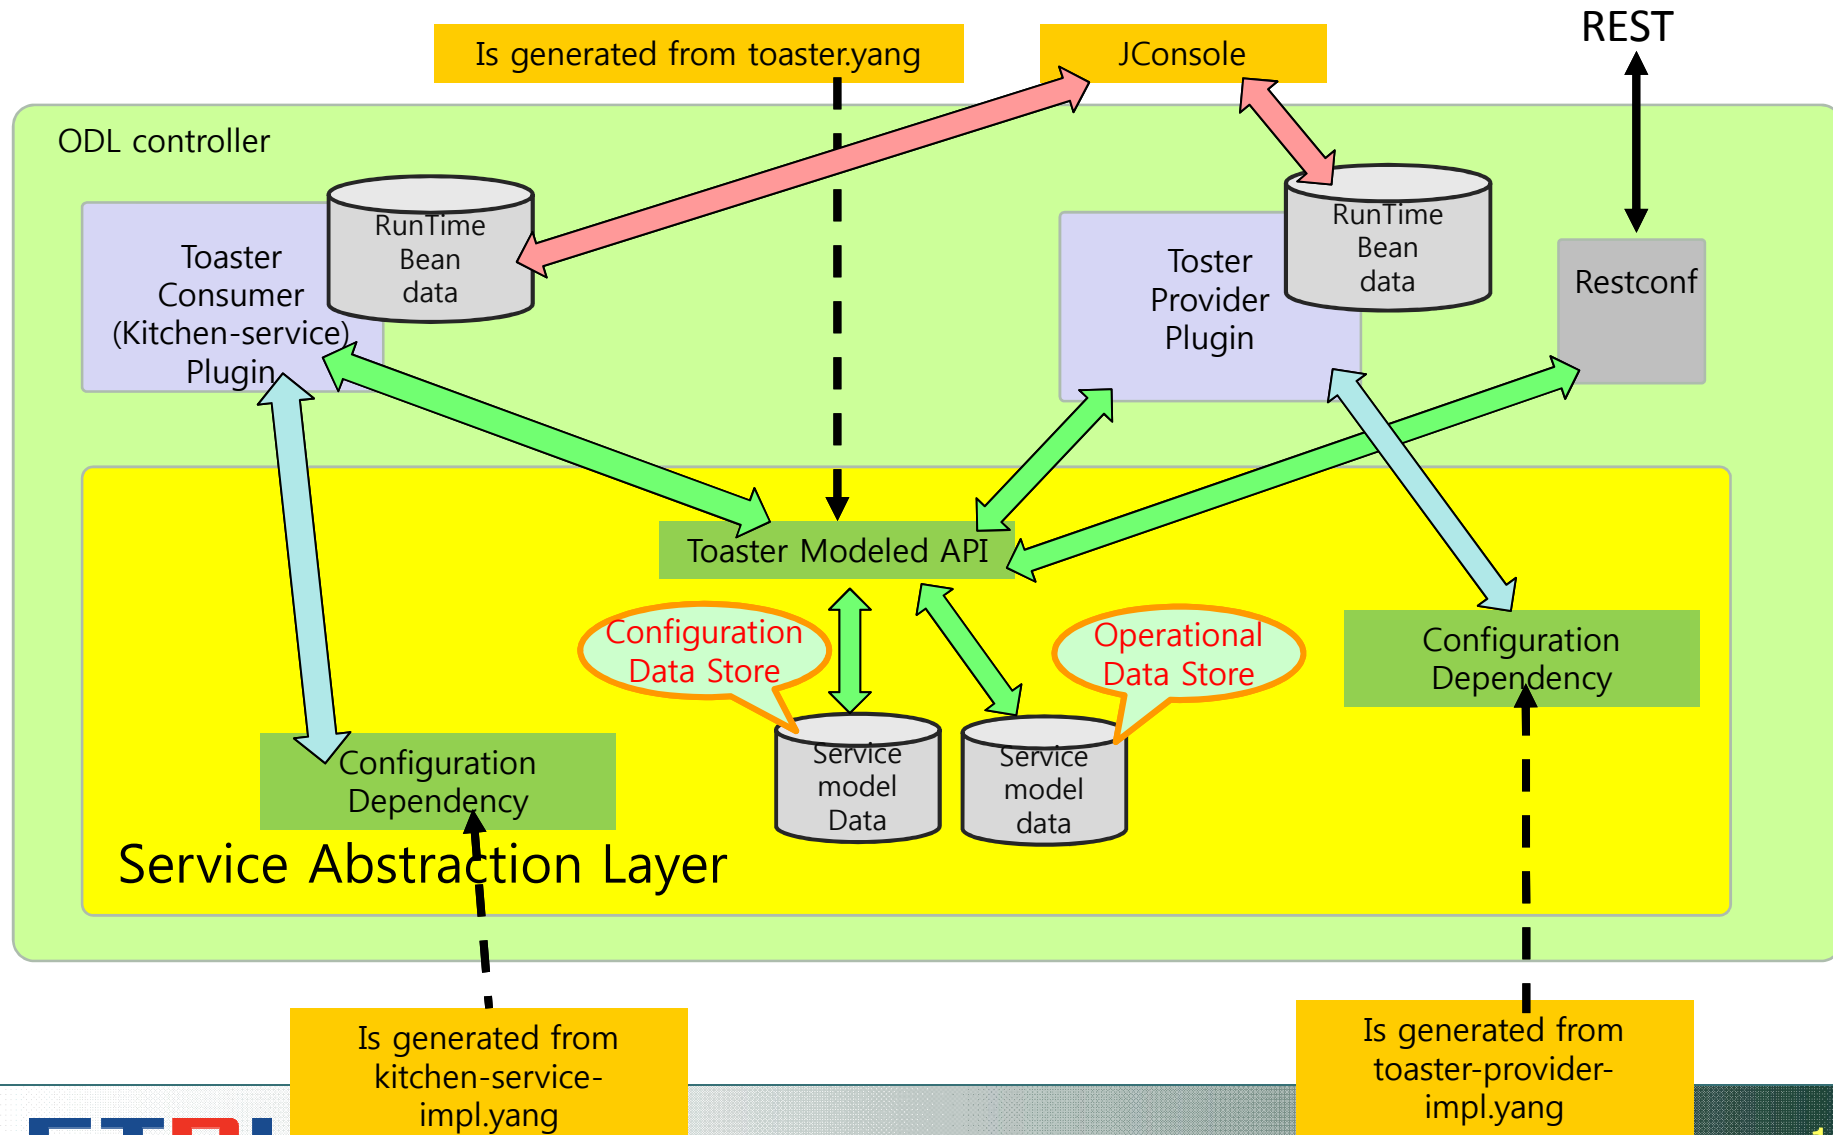 Is generated from toaster.yang
JConsole
REST
ODL controller
RunTime
Bean
data
Toaster
Consumer
(Kitchen-service)
Plugin
RunTime
Bean
data
Toster
Provider
Plugin
Restconf
Toaster Modeled API
Configuration
Data Store
Operational
Data Store
Configuration
Dependency
Service
model
Data
Service
model
data
Configuration
Dependency
Service Abstraction Layer
Is generated from
kitchen-service-
impl.yang
Is generated from
toaster-provider-
impl.yang